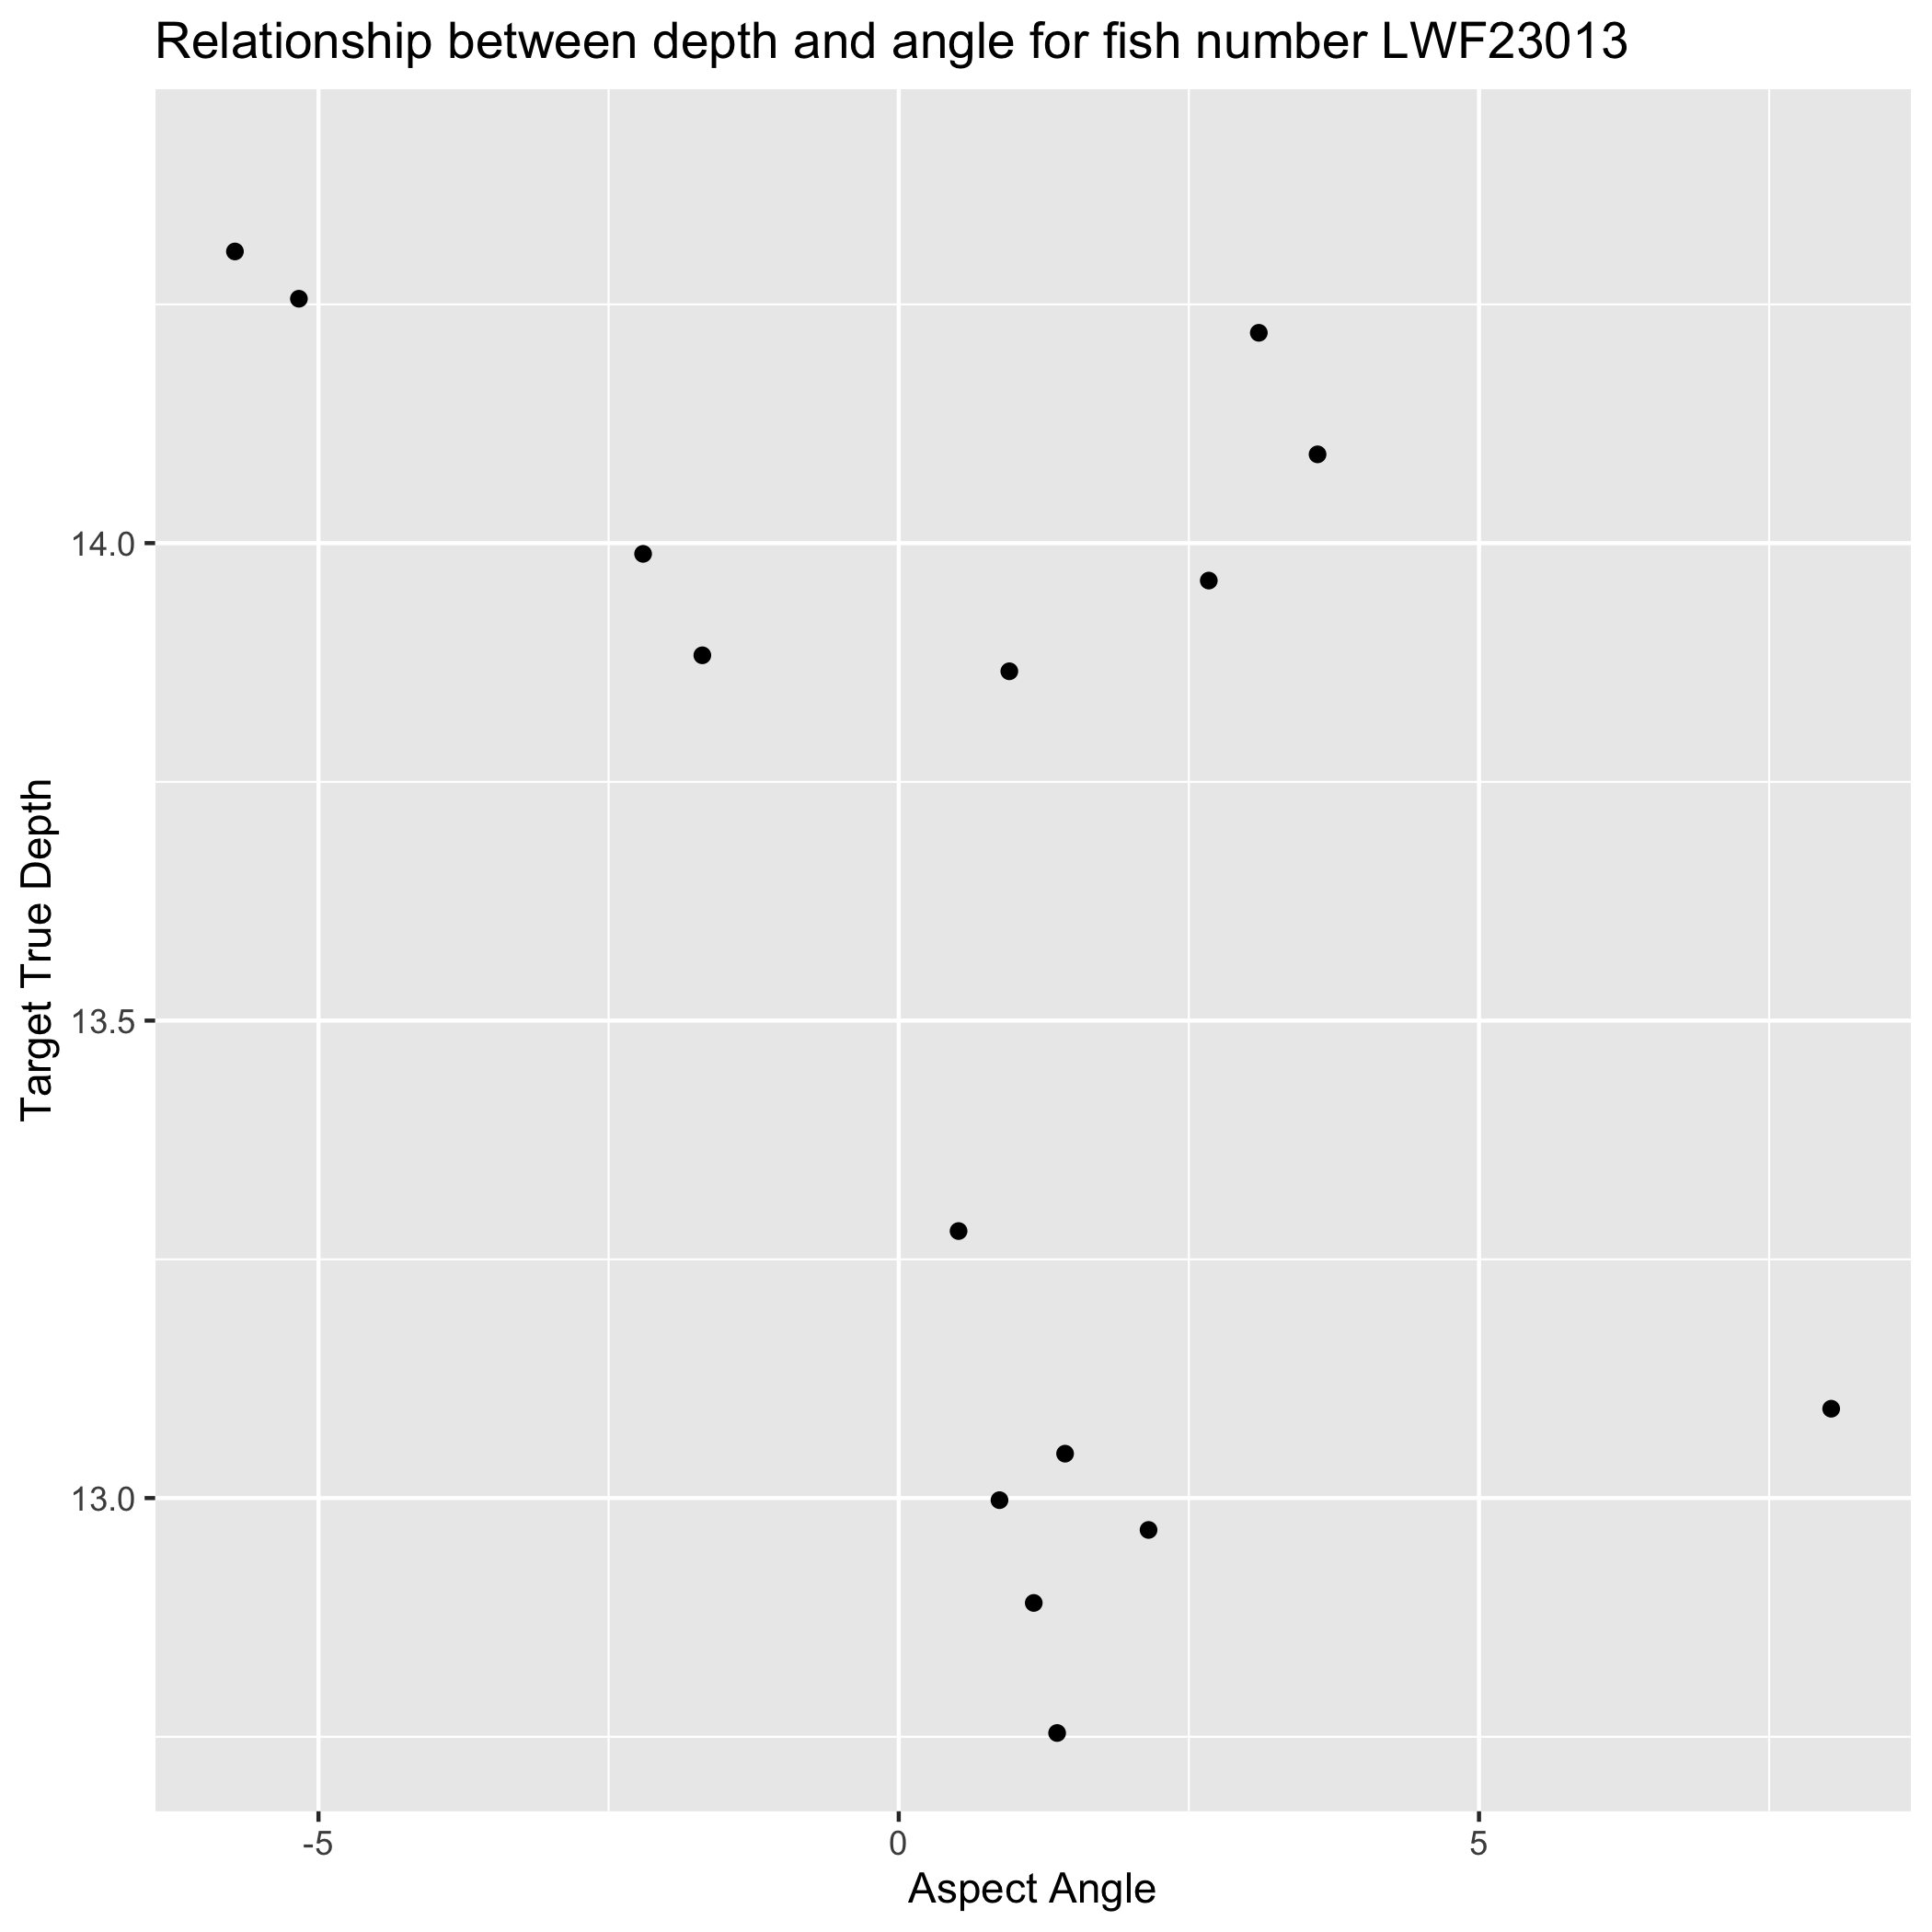 Relationship between depth and angle for fish number LWF23013
Target True Depth
14.0
13.5
13.0
-5
0
5
Aspect Angle